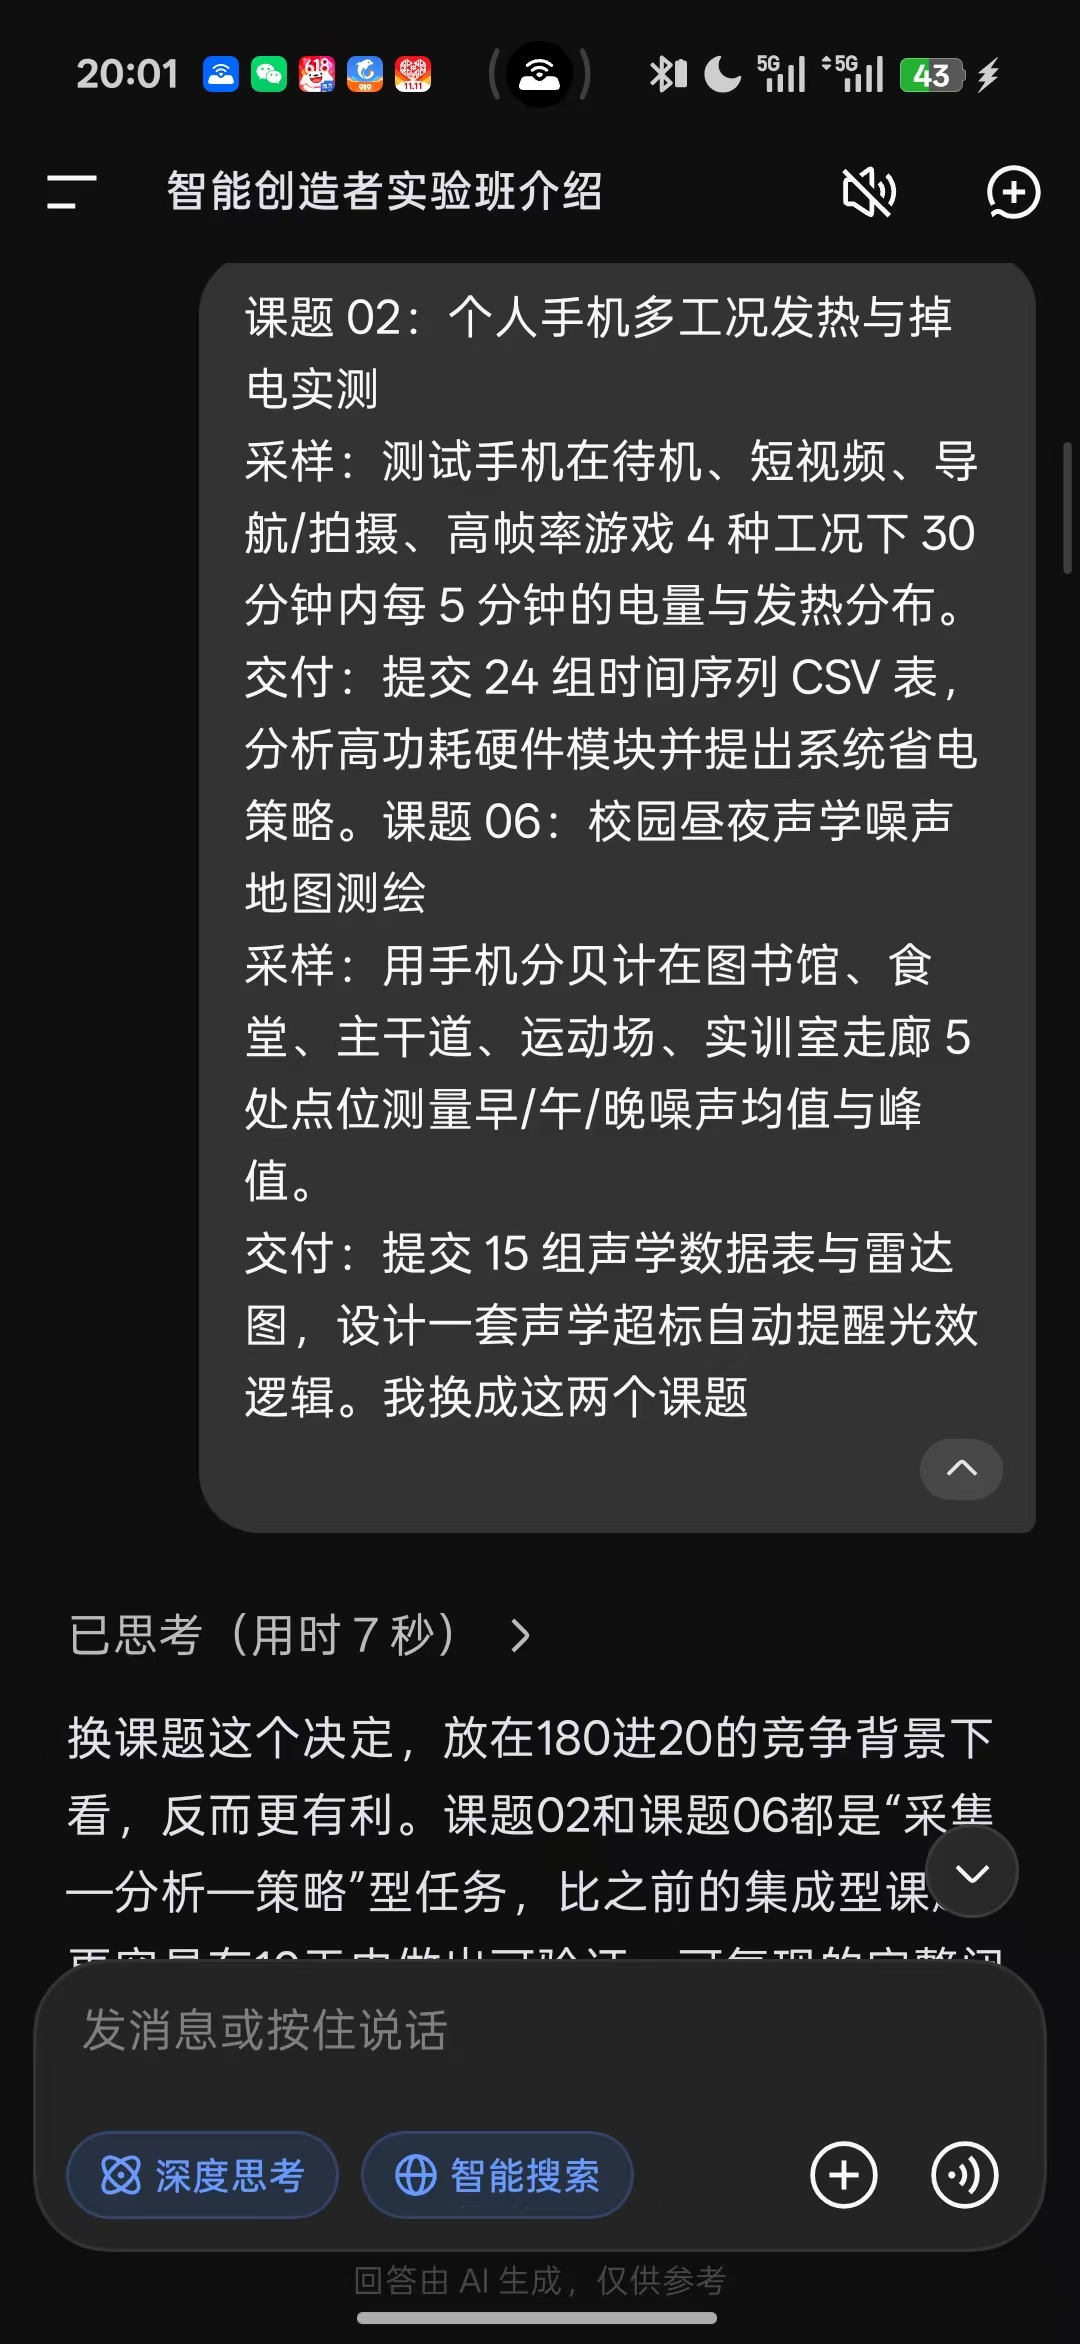 20:01
618
919
11.11
5G
5G
43
智能创造者实验班介绍
课题 02：个人手机多工况发热与掉
电实测
采样：测试手机在待机、短视频、导
航/拍摄、高帧率游戏 4 种工况下 30
分钟内每 5 分钟的电量与发热分布。
交付：提交 24 组时间序列 CSV 表，
分析高功耗硬件模块并提出系统省电
策略。课题 06：校园昼夜声学噪声
地图测绘
采样：用手机分贝计在图书馆、食
堂、主干道、运动场、实训室走廊 5
处点位测量早/午/晚噪声均值与峰
值。
交付：提交 15 组声学数据表与雷达
图，设计一套声学超标自动提醒光效
逻辑。我换成这两个课题
已思考（用时 7 秒）
换课题这个决定，放在180进20的竞争背景下
看，反而更有利。课题02和课题06都是“采集
—分析—策略”型任务，比之前的集成型课
发消息或按住说话
深度思考
智能搜索
回答由 AI 生成，仅供参考